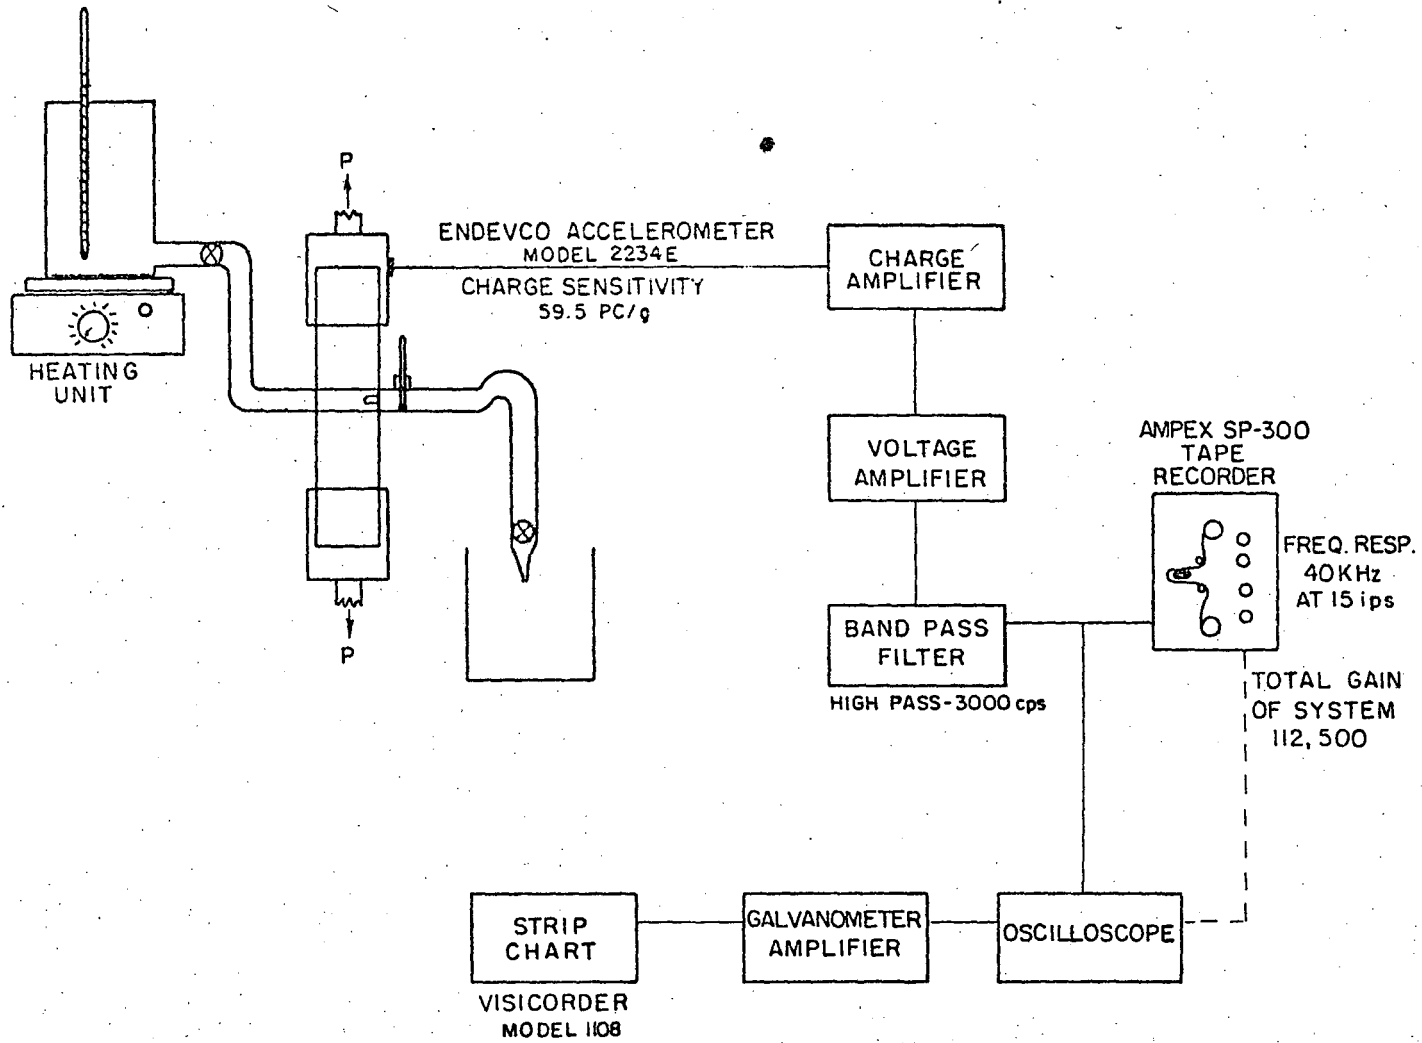 P
ENDEVCO ACCELEROMETER
MODEL 2234E
CHARGE SENSITIVITY
59.5 PC/g
CHARGE
AMPLIFIER
HEATING
UNIT
VOLTAGE
AMPLIFIER
AMPEX SP-300
TAPE
RECORDER
FREQ. RESP.
40KHz
AT 15 ips
P
BAND PASS
FILTER
HIGH PASS-3000 cps
TOTAL GAIN
OF SYSTEM
112,500
STRIP
CHART
GALVANOMETER
AMPLIFIER
OSCILLOSCOPE
VISICORDER
MODEL 1108